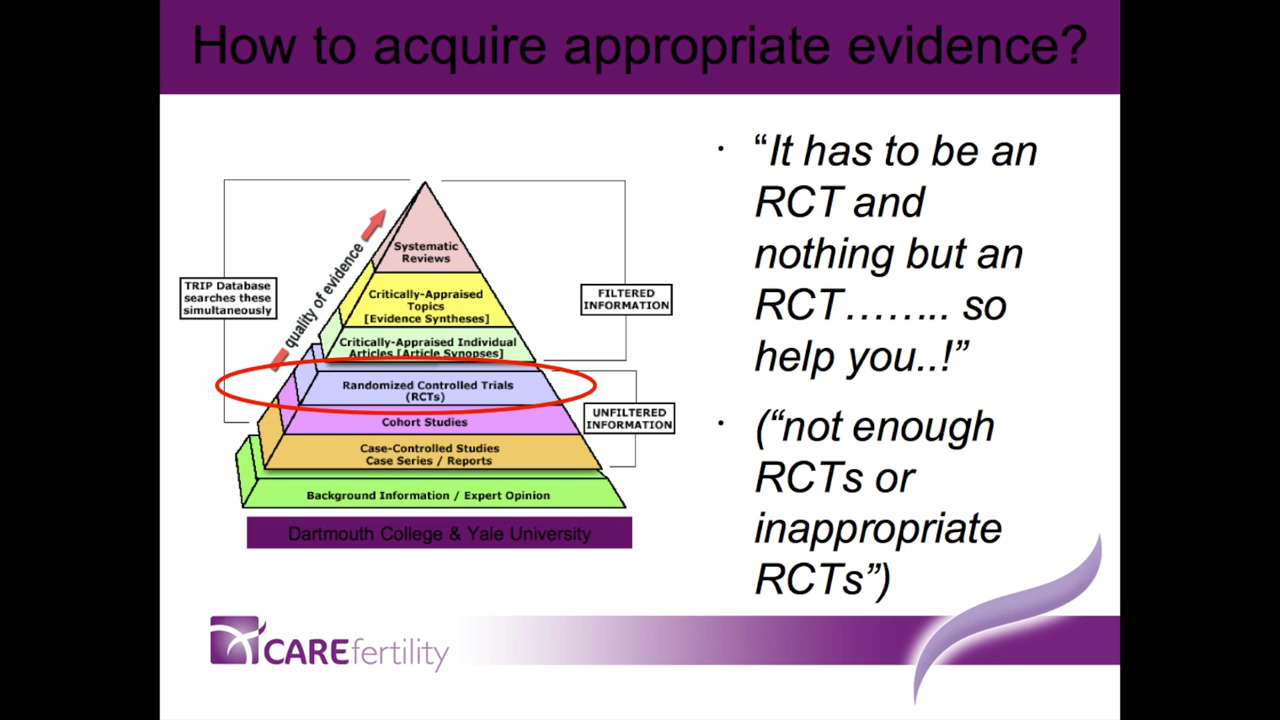 How to acquire appropriate evidence?
TRIP Database
searches these
simultaneously
quality of evidence
Systematic
Reviews
Critically-Appraised
Topics
[Evidence Syntheses]
Critically-Appraised Individual
Articles [Article Synopses]
Randomized Controlled Trials
(RCTs)
Cohort Studies
Case-Controlled Studies
Case Series / Reports
Background Information / Expert Opinion
FILTERED
INFORMATION
UNFILTERED
INFORMATION
Dartmouth College & Yale University
· “It has to be an
RCT and
nothing but an
RCT…….. so
help you..!”
· (“not enough
RCTs or
inappropriate
RCTs”)
CAREfertility